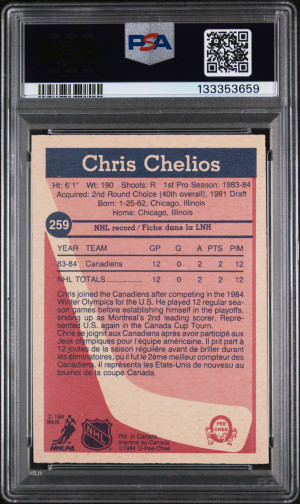 PSA
133353659
Chris Chelios
Ht: 6'1" Wt: 190 Shoots: R 1st Pro Season: 1983-84
Acquired: 2nd Round Choice (40th overall), 1981 Draft
Born: 1-25-62, Chicago, Illinois
Home: Chicago, Illinois
259 NHL record / Fiche dans la LNH
YEAR TEAM GP G A PTS PIM
83-84 Canadiens 12 0 2 2 12
NHL TOTALS 12 0 2 2 12
Chris joined the Canadiens after competing in the 1984
Winter Olympics for the U.S. He played 12 regular sea-
son games before establishing himself in the playoffs,
ending up as Montreal's 2nd leading scorer. Repre-
sented U.S. again in the Canada Cup Tourn.
Chris se joignit aux Canadiens après avoir participé aux
Jeux olympiques pour l'équipe américaine. Il prit part à
12 joutes de la saison régulière avant de briller durant
les éliminatoires, où il fut le 2ème meilleur compteur des
Canadiens. Il représenta les Etats-Unis de nouveau au
tournoi de la coupe Canada.
© 1984
NHLPA
NHL
Ptd. in Canada
Imprimé au Canada
©1984 O-Pee-Chee
O
PEE
CHEE